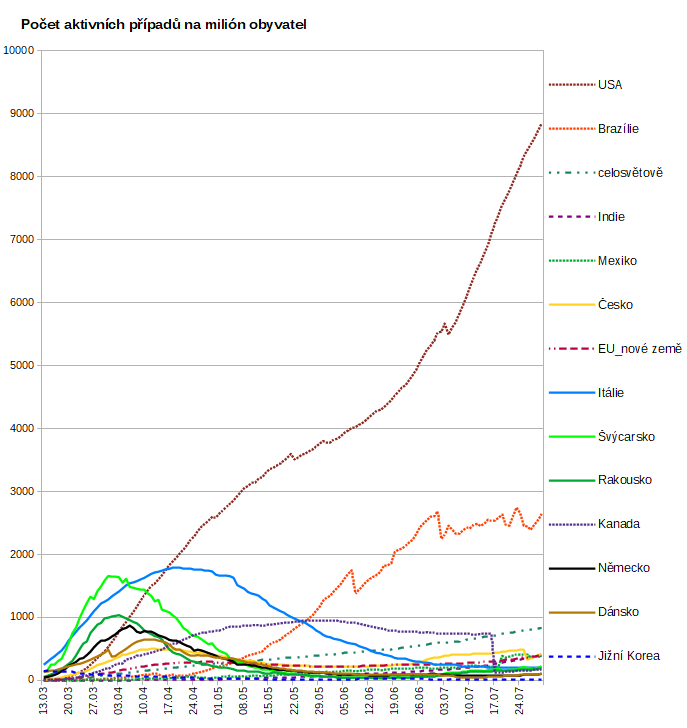 Počet aktivních případů na milión obyvatel
10000
9000
8000
7000
6000
5000
4000
3000
2000
1000
0
13.03
20.03
27.03
03.04
10.04
17.04
24.04
01.05
08.05
15.05
22.05
29.05
05.06
12.06
19.06
26.06
03.07
10.07
17.07
24.07
USA
Brazílie
celosvětově
Indie
Mexiko
Česko
EU_nové země
Itálie
Švýcarsko
Rakousko
Kanada
Německo
Dánsko
Jižní Korea